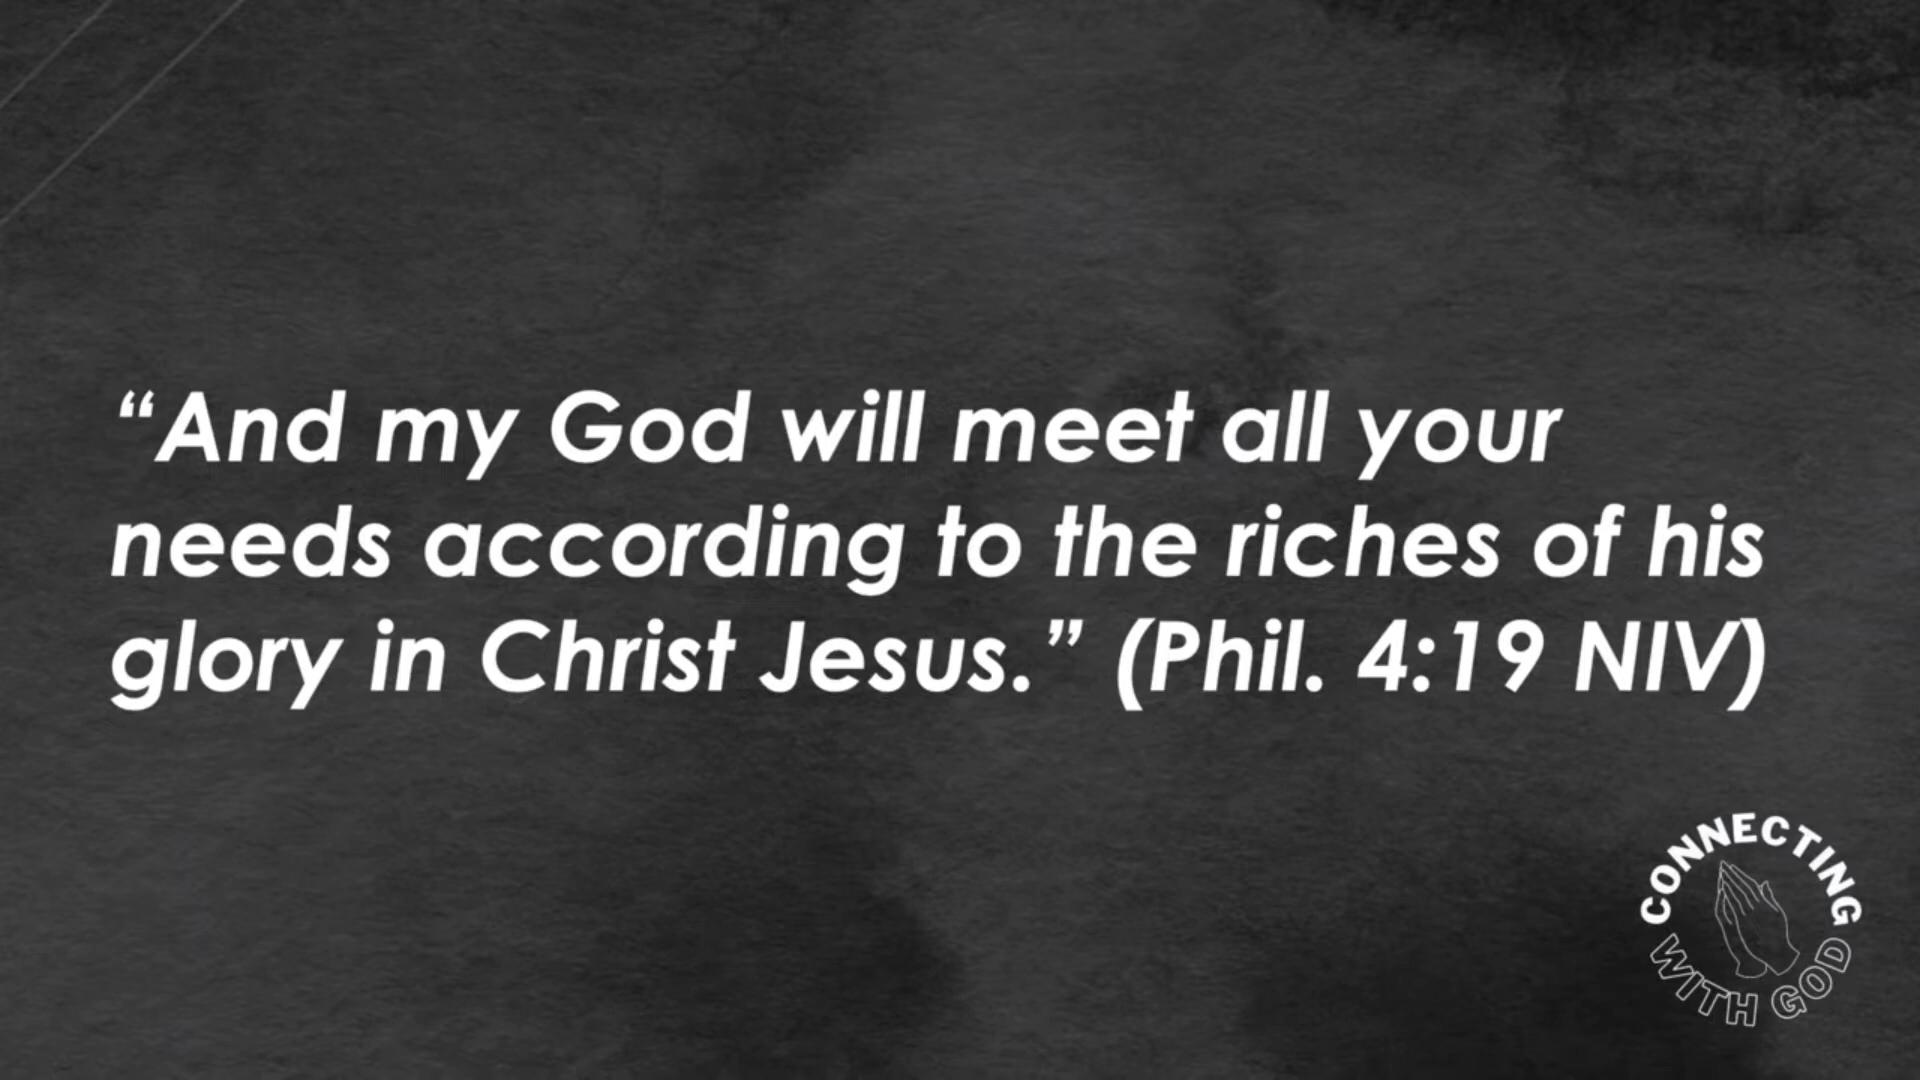 “And my God will meet all your
needs according to the riches of his
glory in Christ Jesus.” (Phil. 4:19 NIV)
CONNECTING
WITH GOD